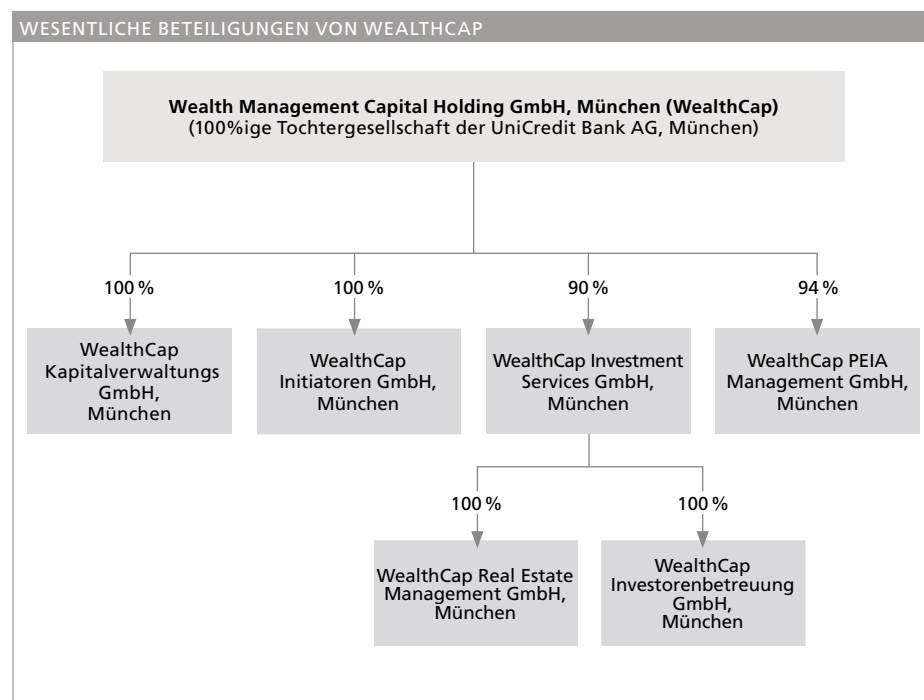 WESENTLICHE BETEILIGUNGEN VON WEALTHCAP
Wealth Management Capital Holding GmbH, München (WealthCap)
(100%ige Tochtergesellschaft der UniCredit Bank AG, München)
100 %
100 %
90 %
94 %
WealthCap
Kapitalverwaltungs
GmbH,
München
WealthCap
Initiatoren GmbH,
München
WealthCap Investment
Services GmbH,
München
WealthCap PEIA
Management GmbH,
München
100 %
100 %
WealthCap Real Estate
Management GmbH,
München
WealthCap
Investorenbetreuung
GmbH,
München